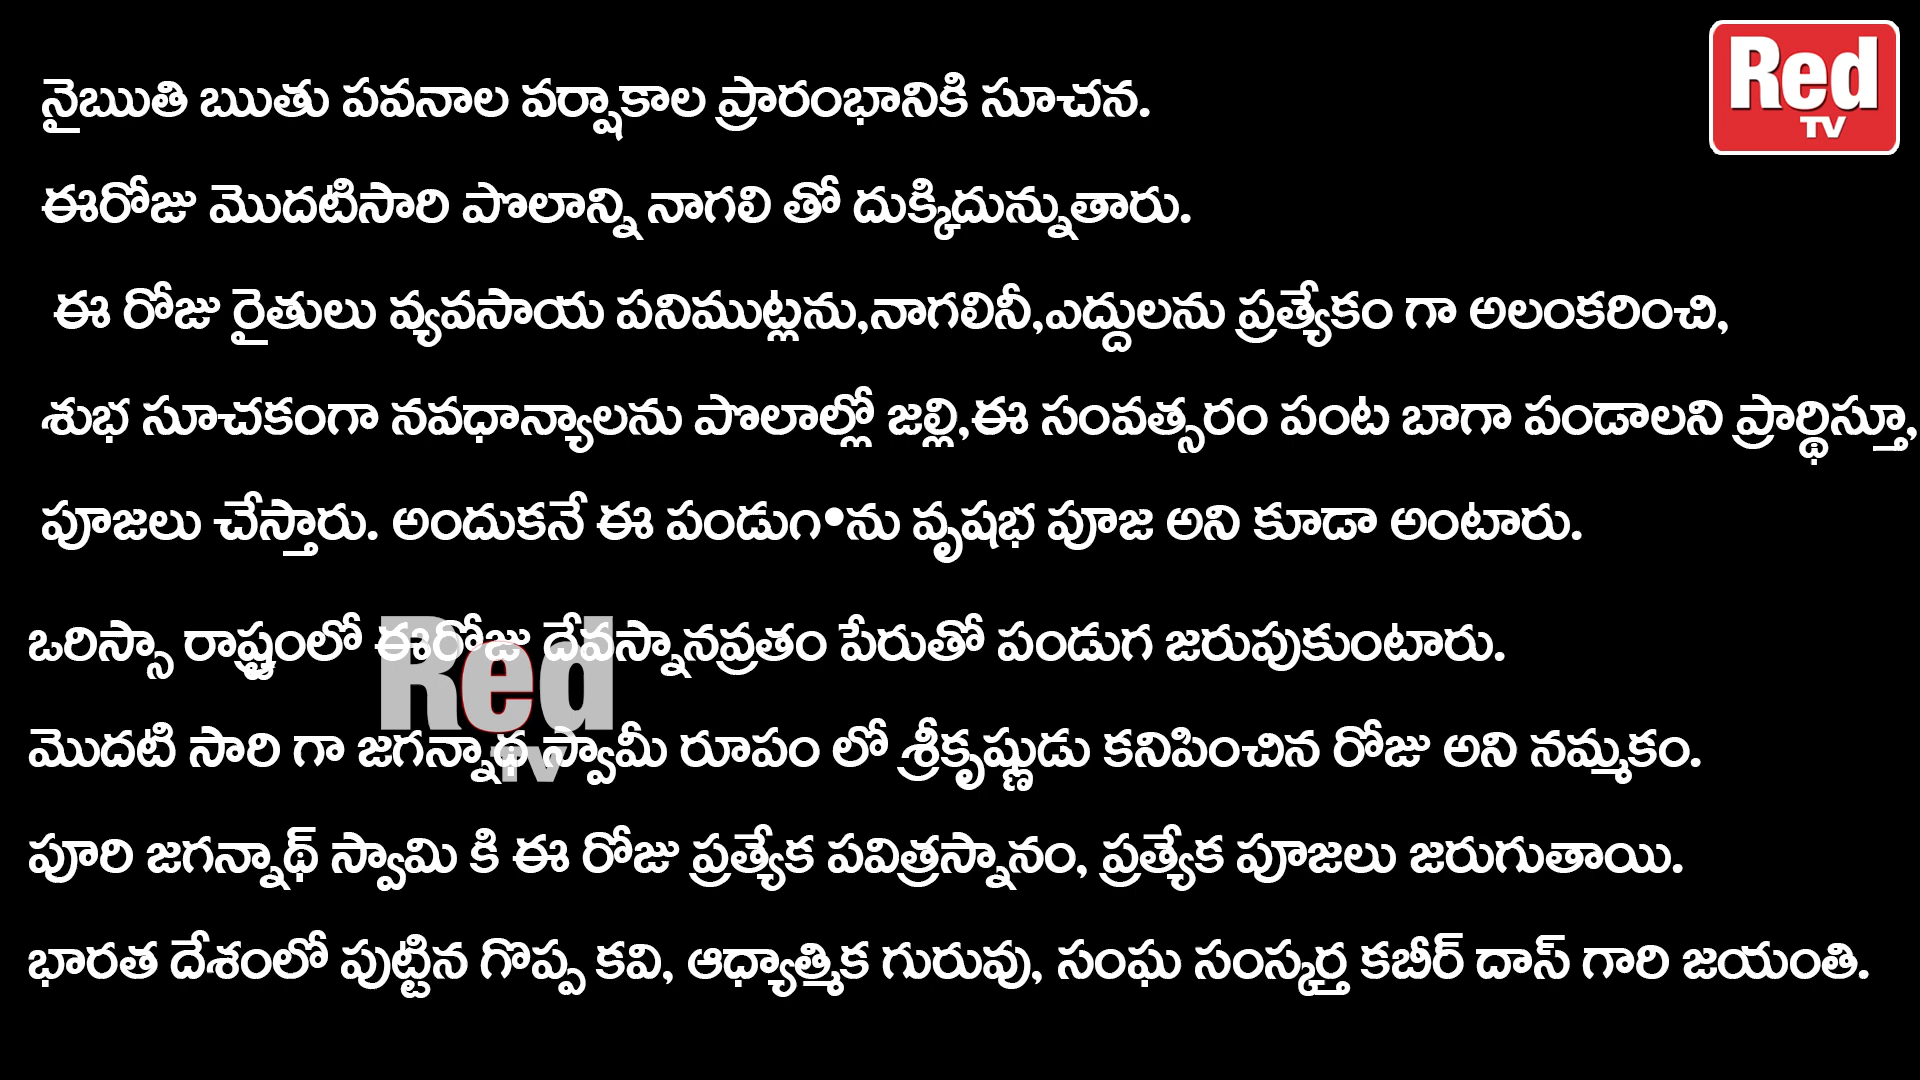 Red
TV
నైఋతి ఋతు పవనాల వర్షాకాల ప్రారంభానికి సూచన.
ఈరోజు మొదటిసారి పొలాన్ని నాగలి తో దుక్కిదున్నుతారు.
ఈ రోజు రైతులు వ్యవసాయ పనిముట్లను,నాగలినీ,ఎద్దులను ప్రత్యేకం గా అలంకరించి,
శుభ సూచకంగా నవధాన్యాలను పొలాల్లో జల్లి,ఈ సంవత్సరం పంట బాగా పండాలని ప్రార్థిస్తూ,
పూజలు చేస్తారు. అందుకనే ఈ పండుగ•ను వృషభ పూజ అని కూడా అంటారు.
ఒరిస్సా రాష్ట్రంలో ఈరోజు దేవస్నానవ్రతం పేరుతో పండుగ జరుపుకుంటారు.
మొదటి సారి గా జగన్నాథ స్వామీ రూపం లో శ్రీకృష్ణుడు కనిపించిన రోజు అని నమ్మకం.
పూరి జగన్నాథ్ స్వామి కి ఈ రోజు ప్రత్యేక పవిత్రస్నానం, ప్రత్యేక పూజలు జరుగుతాయి.
భారత దేశంలో పుట్టిన గొప్ప కవి, ఆధ్యాత్మిక గురువు, సంఘ సంస్కర్త కబీర్ దాస్ గారి జయంతి.
Red
TV